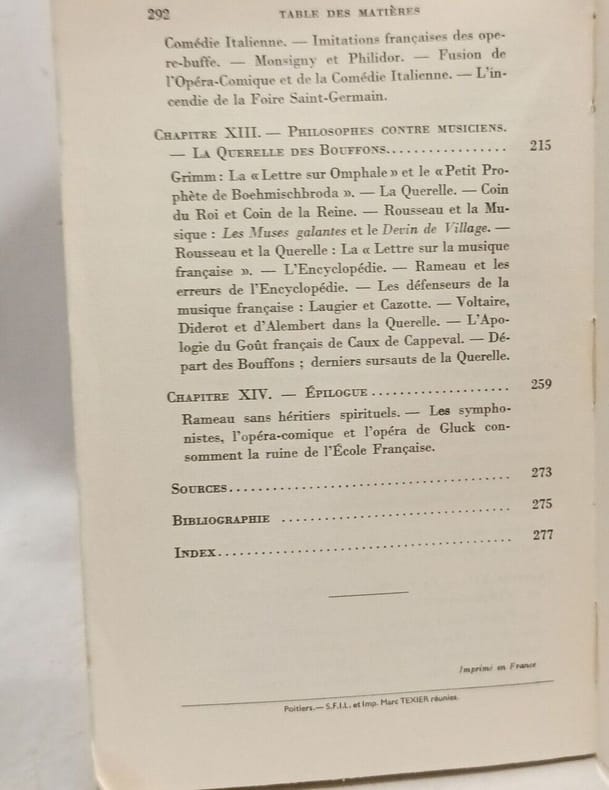 292 TABLE DES MATIÈRES
Comédie Italienne. — Imitations françaises des ope-
re-buffe. — Monsigny et Philidor. — Fusion de
l'Opéra-Comique et de la Comédie Italienne. — L'in-
cendie de la Foire Saint-Germain.
Chapitre XIII. — Philosophes contre musiciens.
— La Querelle des Bouffons................. 215
Grimm : La « Lettre sur Omphale » et le « Petit Pro-
phète de Boehmischbroda ». — La Querelle. — Coin
du Roi et Coin de la Reine. — Rousseau et la Mu-
sique : Les Muses galantes et le Devin de Village. —
Rousseau et la Querelle : La « Lettre sur la musique
française ». — L'Encyclopédie. — Rameau et les
erreurs de l'Encyclopédie. — Les défenseurs de la
musique française : Laugier et Cazotte. — Voltaire,
Diderot et d'Alembert dans la Querelle. — L'Apo-
logie du Goût français de Caux de Cappeval. — Dé-
part des Bouffons ; derniers sursauts de la Querelle.
Chapitre XIV. — Épilogue .................... 259
Rameau sans héritiers spirituels. — Les sympho-
nistes, l'opéra-comique et l'opéra de Gluck con-
somment la ruine de l'École Française.
Sources........................................ 273
Bibliographie ................................. 275
Index.......................................... 277
Imprimé en France
Poitiers. — S.F.I.L. et Imp. Marc TEXIER réunies.